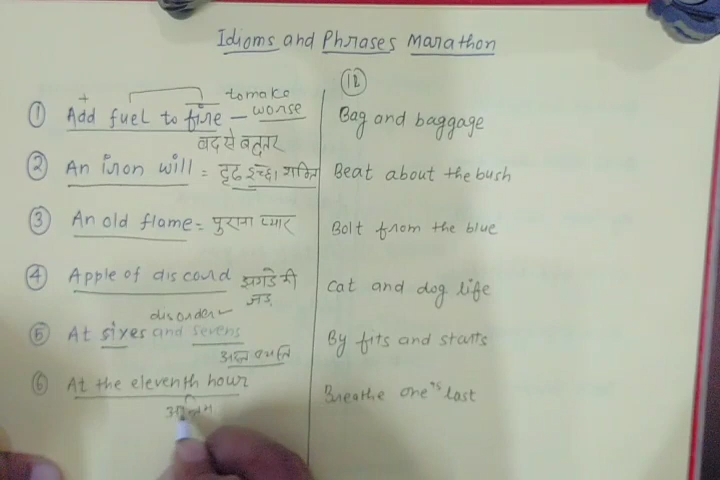 Idioms and Phrases Marathon
12
to make
① Add fuel to fire — worse
बद से बदतर
② An iron will = दृढ इच्छा शक्ति
③ An old flame = पुराना प्यार
④ Apple of discord झगडे की
जड़
disorder
⑤ At sixes and sevens
⑥ At the eleventh hour
Bag and baggage
Beat about the bush
Bolt from the blue
Cat and dog life
By fits and starts
Breathe one's last